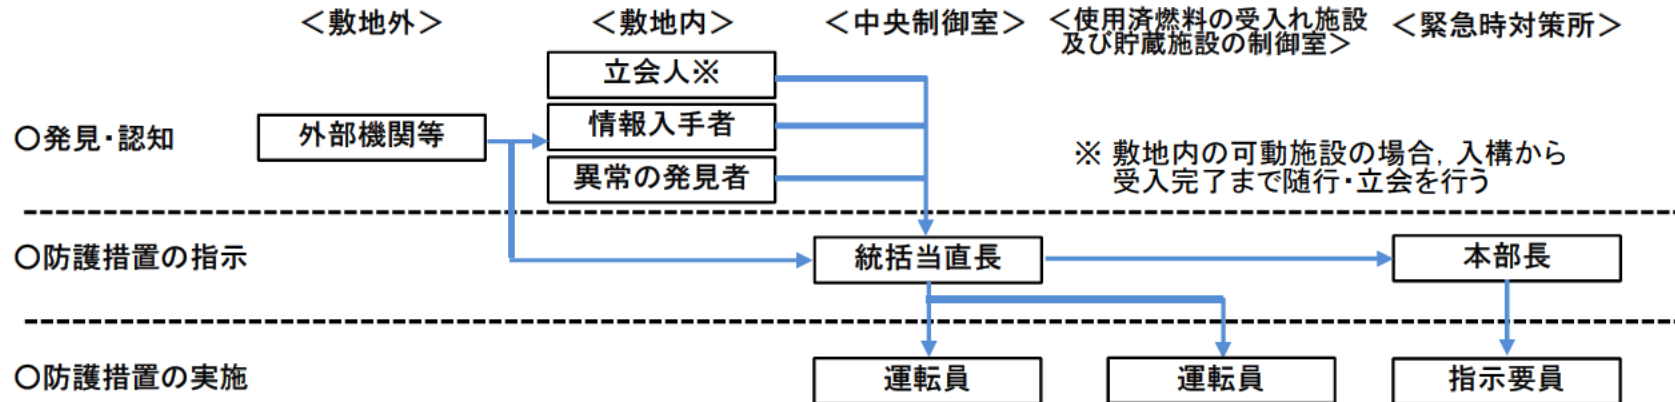 ＜敷地外＞
＜敷地内＞
＜中央制御室＞
＜使用済燃料の受入れ施設
及び貯蔵施設の制御室＞
＜緊急時対策所＞
○発見・認知
外部機関等
立会人※
情報入手者
異常の発見者
※ 敷地内の可動施設の場合，入構から
受入完了まで随行・立会を行う
○防護措置の指示
統括当直長
本部長
○防護措置の実施
運転員
運転員
指示要員